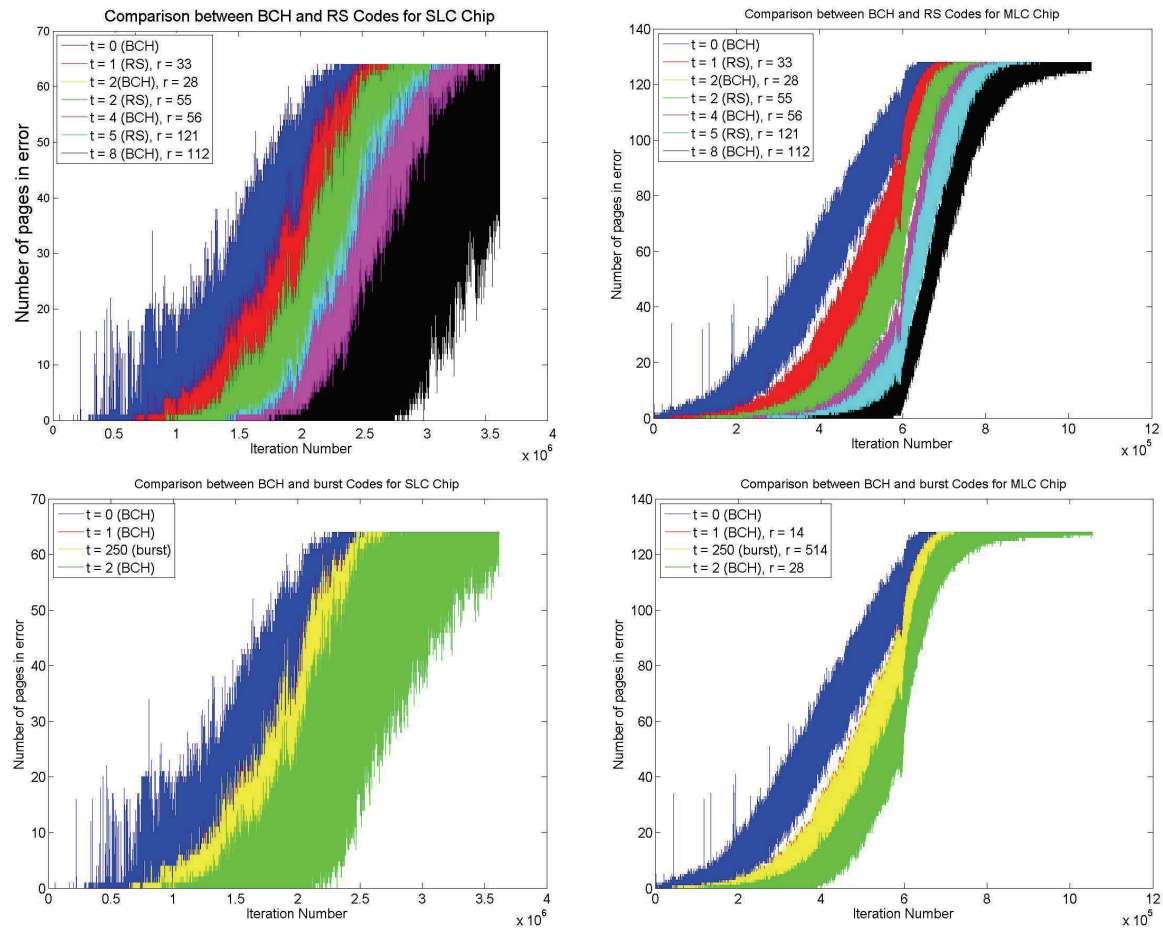 Comparison between BCH and RS Codes for SLC Chip
70
60
50
40
30
20
10
0
Number of pages in error
t = 0 (BCH)
t = 1 (RS), r = 33
t = 2(BCH), r = 28
t = 2 (RS), r = 55
t = 4 (BCH), r = 56
t = 5 (RS), r = 121
t = 8 (BCH), r = 112
0 0.5 1 1.5 2 2.5 3 3.5 4
Iteration Number
x 10^6
Comparison between BCH and RS Codes for MLC Chip
140
120
100
80
60
40
20
0
Number of pages in error
t = 0 (BCH)
t = 1 (RS), r = 33
t = 2(BCH), r = 28
t = 2 (RS), r = 55
t = 4 (BCH), r = 56
t = 5 (RS), r = 121
t = 8 (BCH), r = 112
0 2 4 6 8 10 12
Iteration Number
x 10^5
Comparison between BCH and burst Codes for SLC Chip
70
60
50
40
30
20
10
0
Number of pages in error
t = 0 (BCH)
t = 1 (BCH)
t = 250 (burst)
t = 2 (BCH)
0 0.5 1 1.5 2 2.5 3 3.5 4
Iteration Number
x 10^6
Comparison between BCH and burst Codes for MLC Chip
140
120
100
80
60
40
20
0
Number of pages in error
t = 0 (BCH)
t = 1 (BCH), r = 14
t = 250 (burst), r = 514
t = 2 (BCH), r = 28
0 2 4 6 8 10 12
Iteration Number
x 10^5